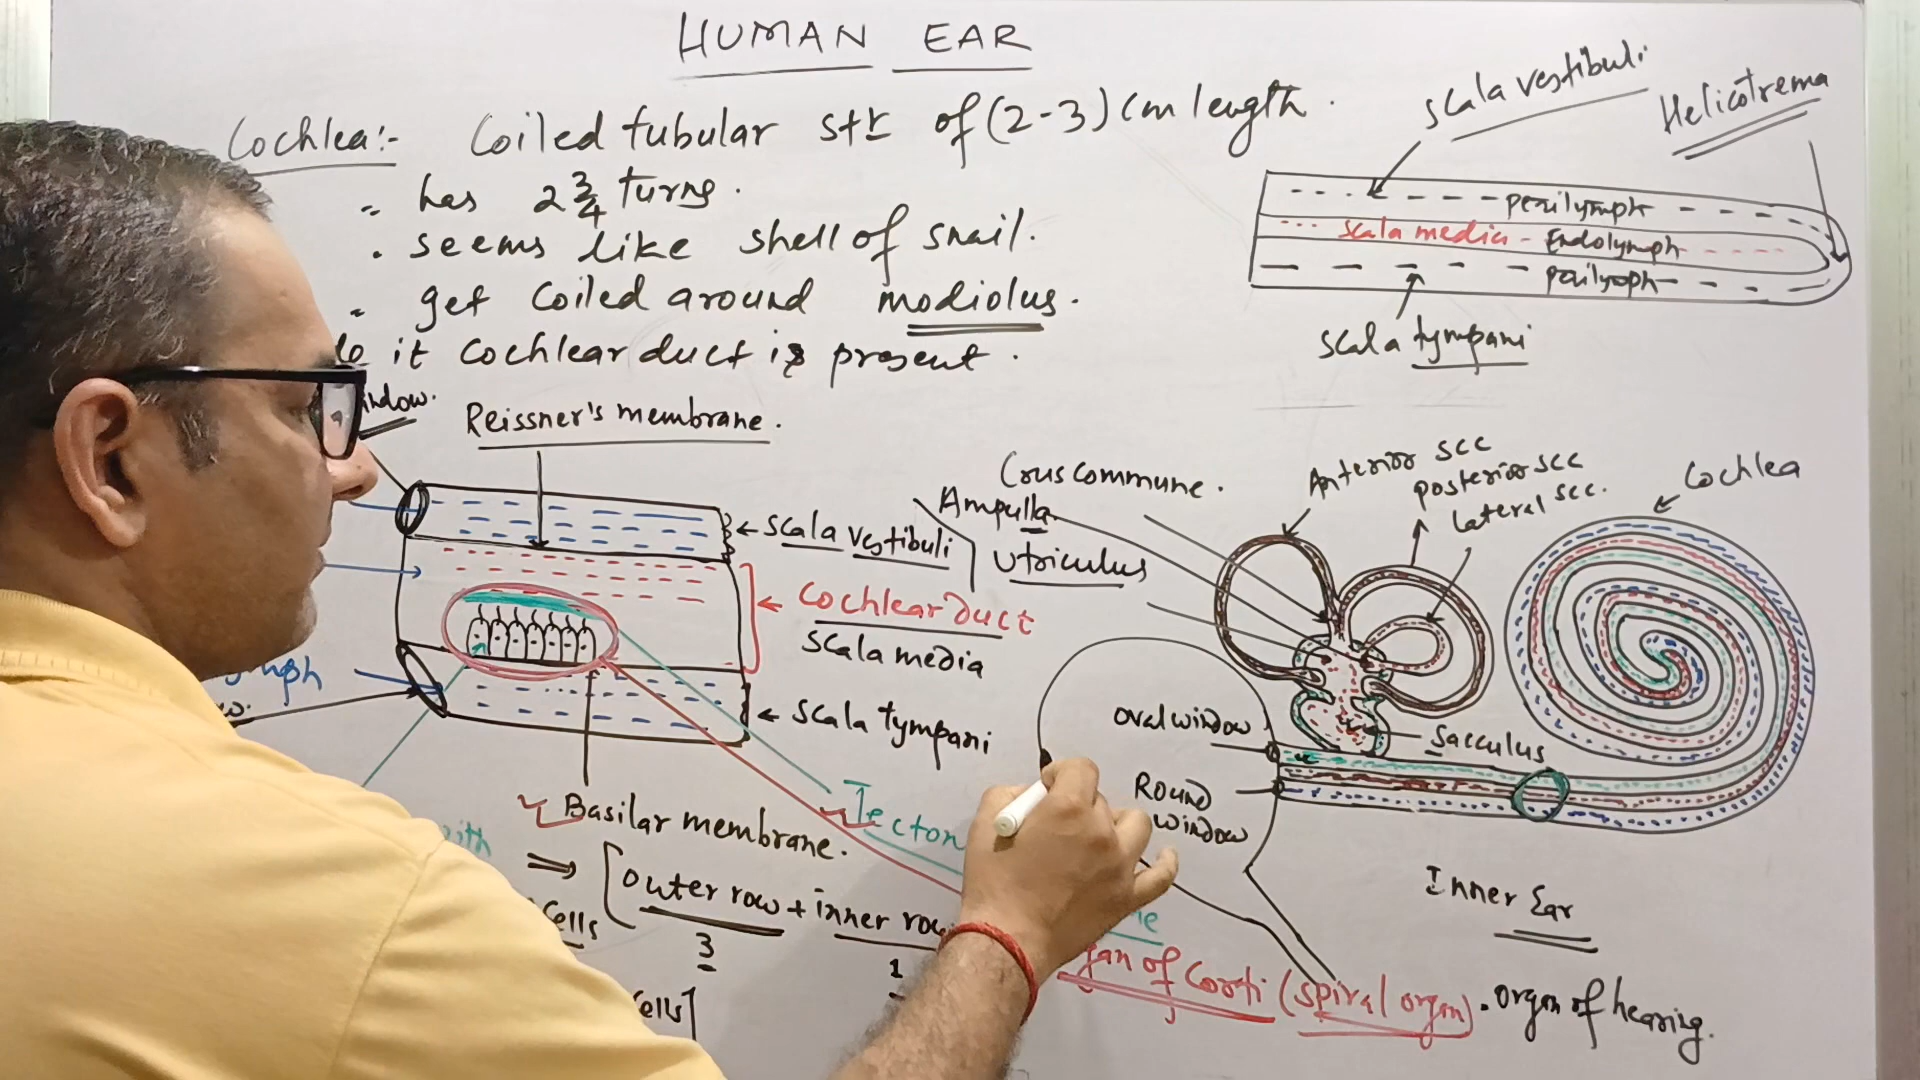 HUMAN EAR
Cochlea:- Coiled tubular str of (2-3) cm length.
has 2 3/4 turns.
seems like shell of snail.
get coiled around modiolus.
it cochlear duct is present.
scala vestibuli
Helicotrema
perilymph
scala media - Endolymph
perilymph
scala tympani
Reissner's membrane.
scala vestibuli
Cochlear duct
scala media
scala tympani
Basilar membrane.
[outer row + inner row
3
1
cells
cells]
Crus commune.
Ampulla
Utriculus
Anterior SCC
posterior SCC
lateral SCC.
Cochlea
oval window
Round
window
Sacculus
Inner Ear
organ of Corti (spiral organ). organ of hearing.